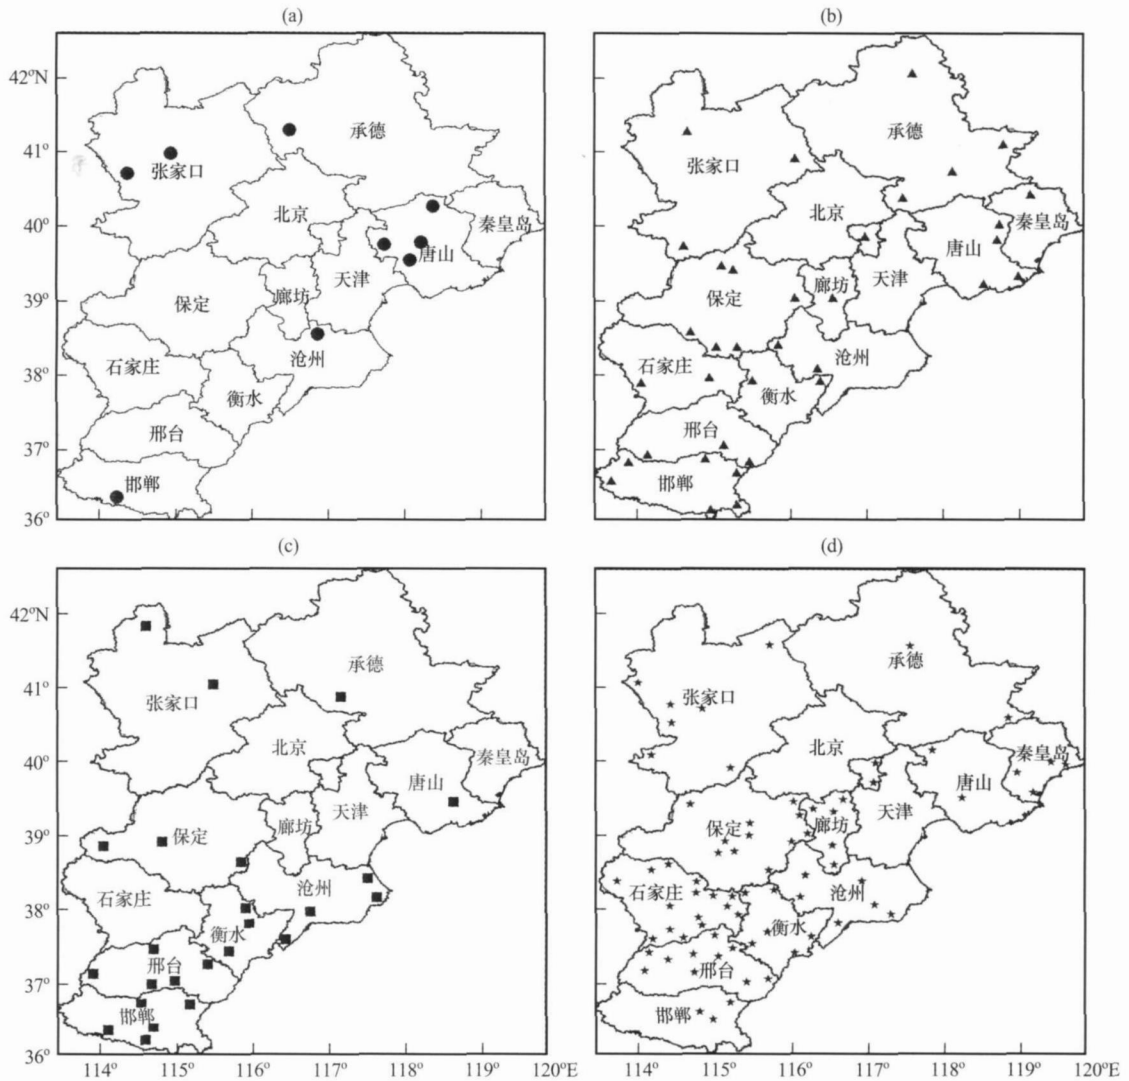 (a)
42°N
41°
40°
39°
38°
37°
36°
承德
张家口
北京
秦皇岛
唐山
天津
廊坊
保定
沧州
石家庄
衡水
邢台
邯郸
(b)
承德
张家口
北京
秦皇岛
唐山
天津
廊坊
保定
沧州
石家庄
衡水
邢台
邯郸
(c)
42°N
41°
40°
39°
38°
37°
36°
承德
张家口
北京
秦皇岛
唐山
天津
廊坊
保定
沧州
石家庄
衡水
邢台
邯郸
114° 115° 116° 117° 118° 119° 120°E
(d)
承德
张家口
北京
秦皇岛
唐山
天津
廊坊
保定
沧州
石家庄
衡水
邢台
邯郸
114° 115° 116° 117° 118° 119° 120°E